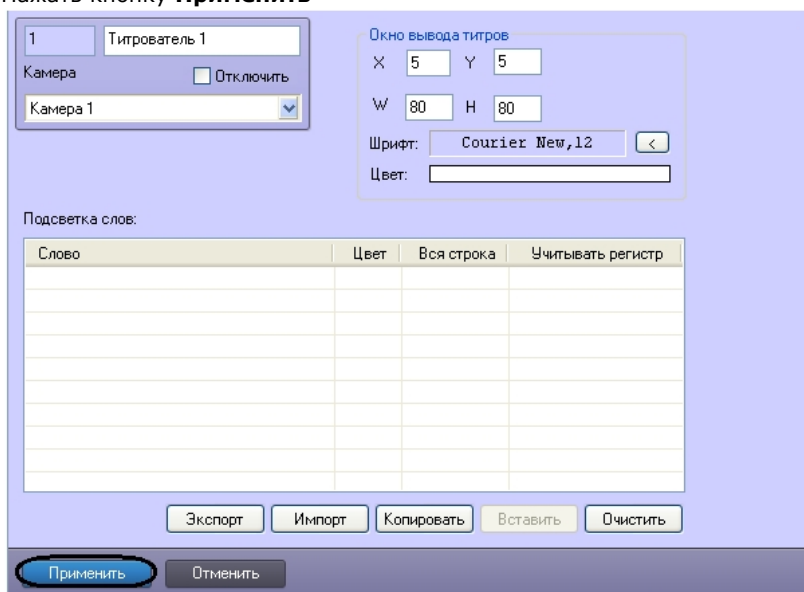 Нажать кнопку Применить
1 Титрователь 1
Камера Отключить
Камера 1
Окно вывода титров
X 5 Y 5
W 80 H 80
Шрифт: Courier New,12 <
Цвет:
Подсветка слов:
Слово Цвет Вся строка Учитывать регистр
Экспорт Импорт Копировать Вставить Очистить
Применить Отменить